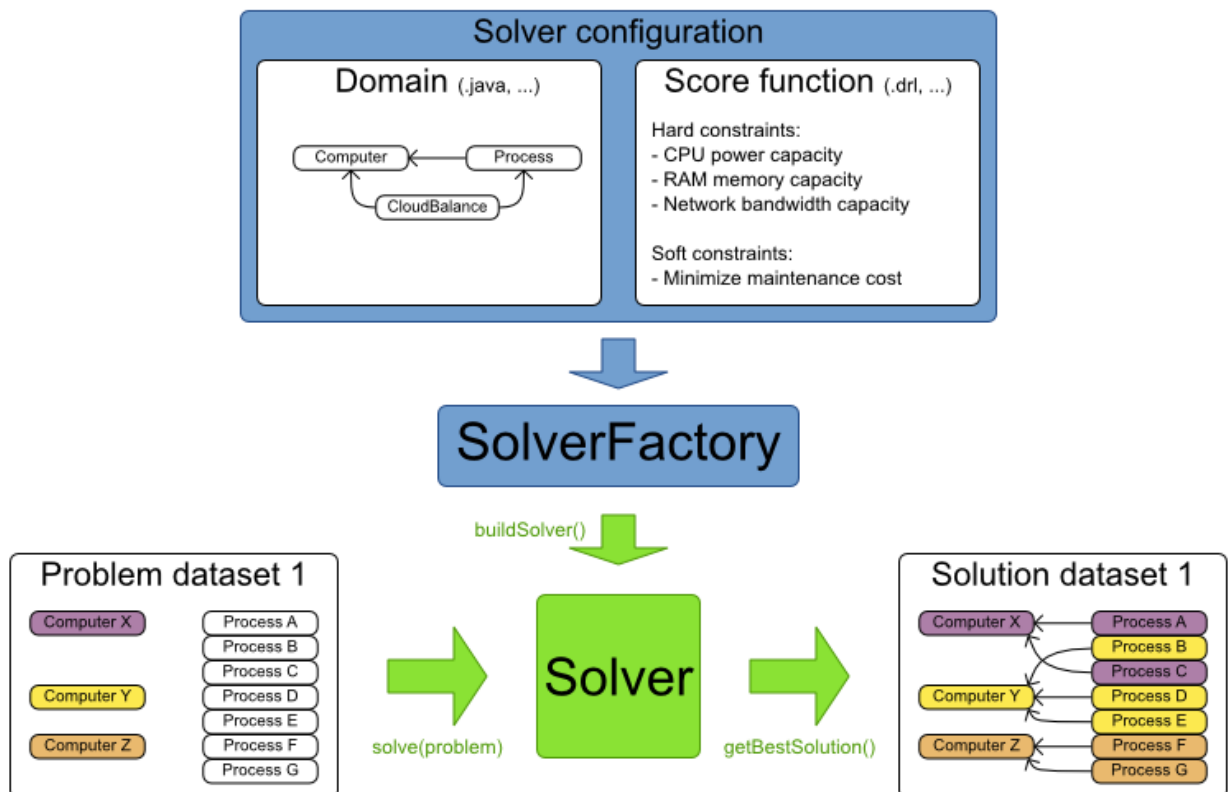 Solver configuration
Domain (.java, ...)
Computer
Process
CloudBalance
Score function (.drl, ...)
Hard constraints:
- CPU power capacity
- RAM memory capacity
- Network bandwidth capacity
Soft constraints:
- Minimize maintenance cost
SolverFactory
buildSolver()
Problem dataset 1
Computer X
Computer Y
Computer Z
Process A
Process B
Process C
Process D
Process E
Process F
Process G
solve(problem)
Solver
getBestSolution()
Solution dataset 1
Computer X
Computer Y
Computer Z
Process A
Process B
Process C
Process D
Process E
Process F
Process G